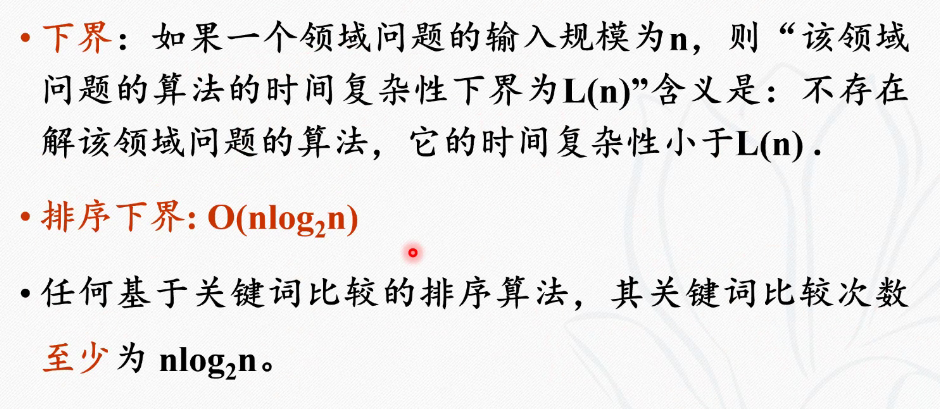 • 下界：如果一个领域问题的输入规模为n，则“该领域
问题的算法的时间复杂性下界为L(n)”含义是：不存在
解该领域问题的算法，它的时间复杂性小于L(n) .
• 排序下界: O(nlog₂n)
• 任何基于关键词比较的排序算法，其关键词比较次数
至少为 nlog₂n。